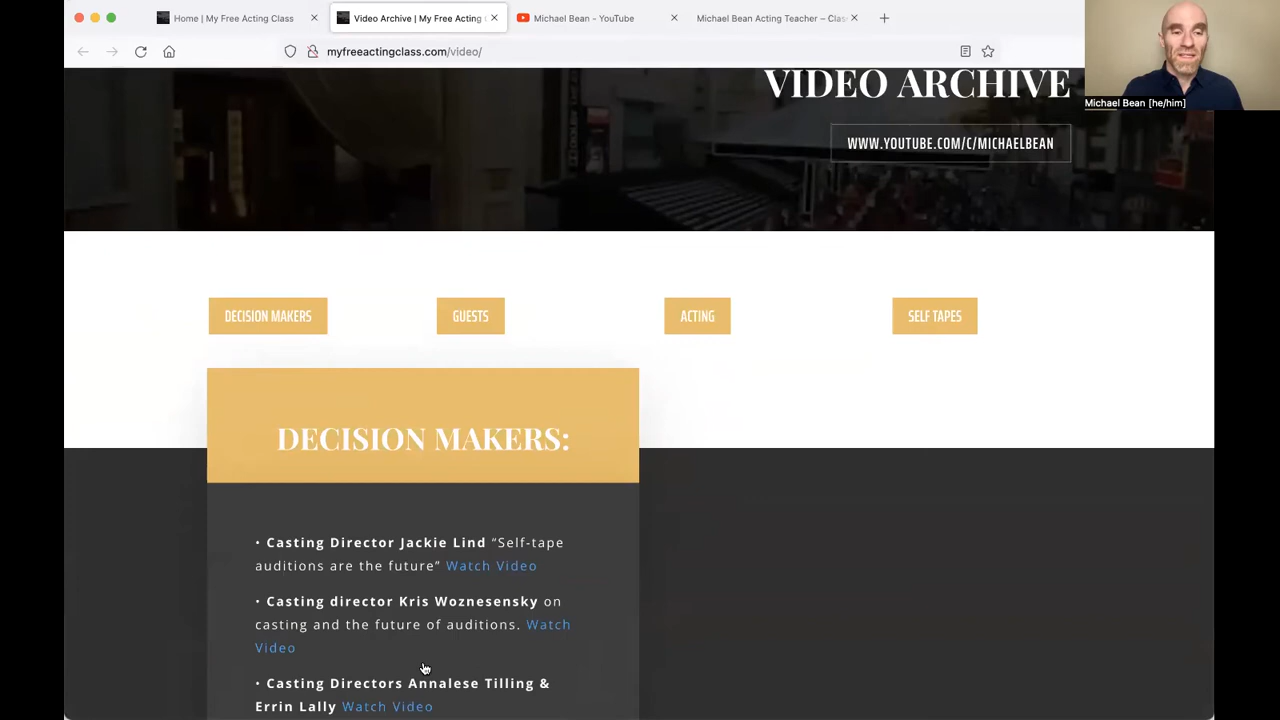 Home | My Free Acting Class
Video Archive | My Free Acting
Michael Bean - YouTube
Michael Bean Acting Teacher – Clas
myfreeactingclass.com/video/
Michael Bean [he/him]
VIDEO ARCHIVE
WWW.YOUTUBE.COM/C/MICHAELBEAN
DECISION MAKERS
GUESTS
ACTING
SELF TAPES
DECISION MAKERS:
• Casting Director Jackie Lind “Self-tape
auditions are the future” Watch Video
• Casting director Kris Woznesensky on
casting and the future of auditions. Watch
Video
• Casting Directors Annalese Tilling &
Errin Lally Watch Video